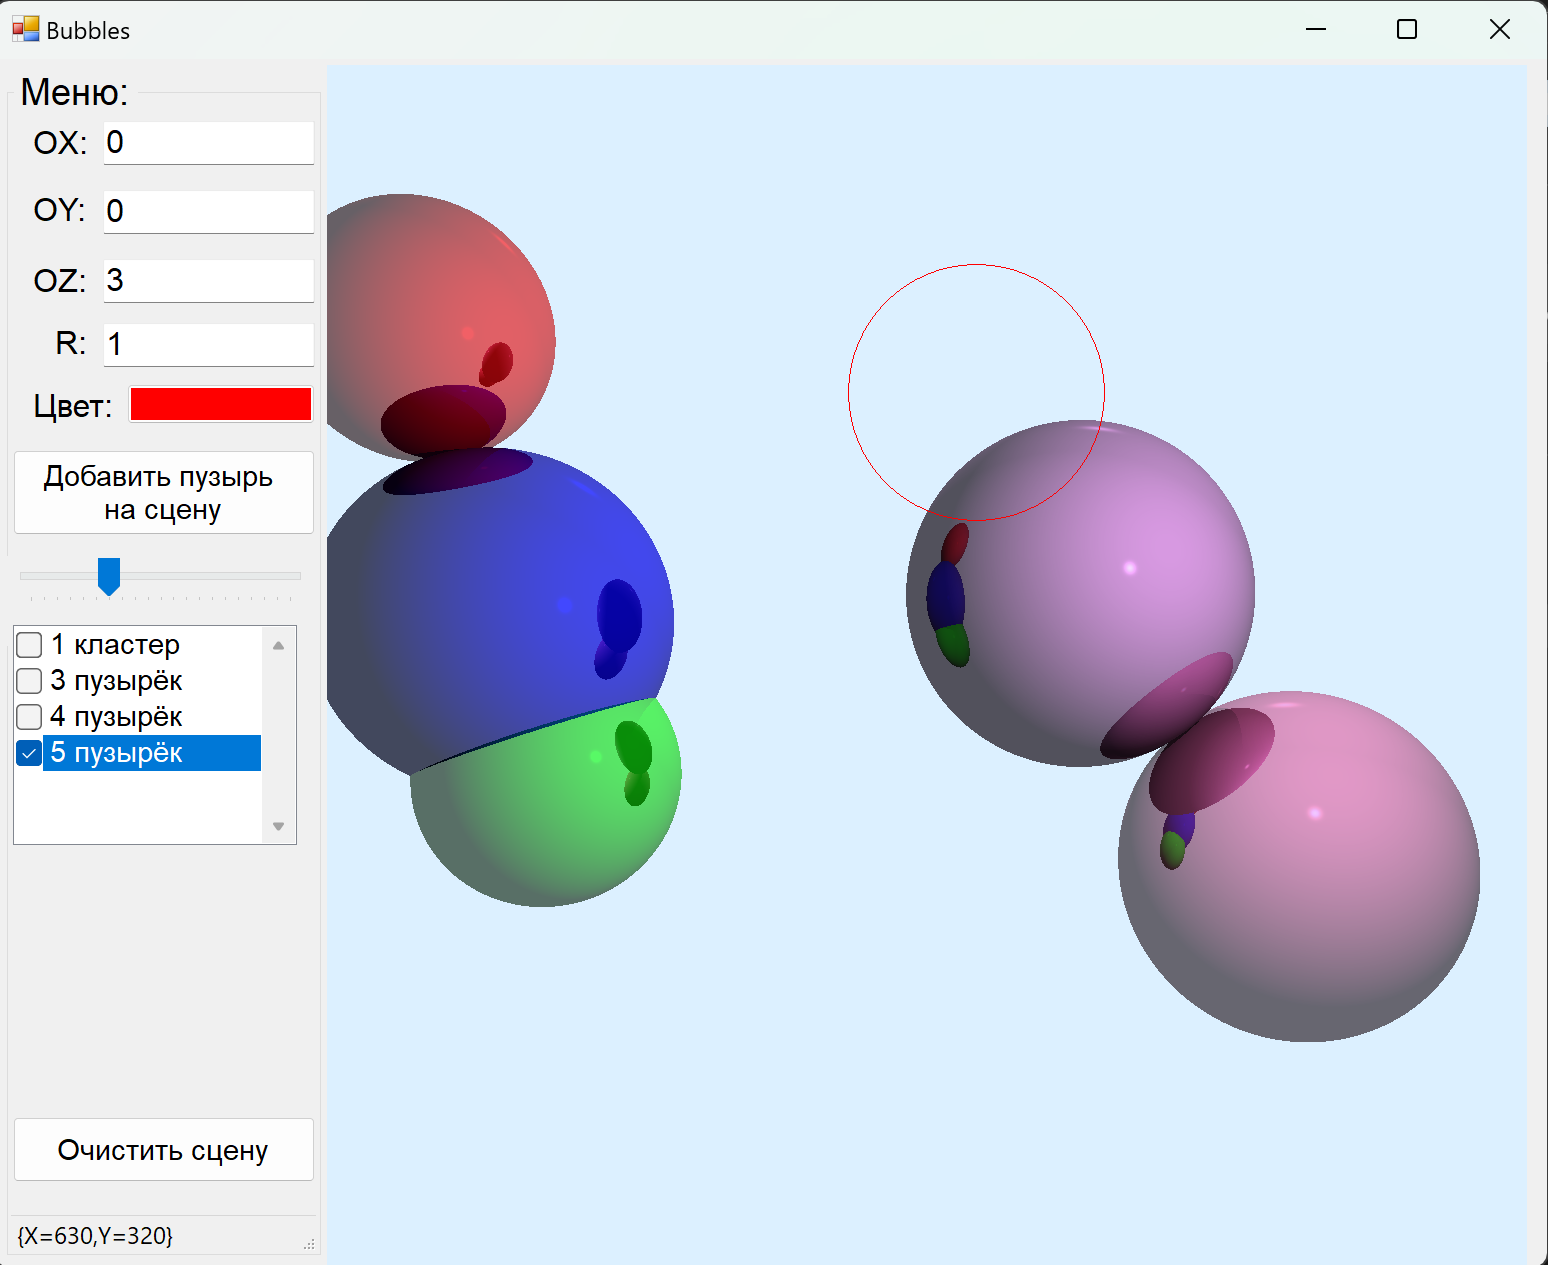 Bubbles
Меню:
OX: 0
OY: 0
OZ: 3
R: 1
Цвет:
Добавить пузырь
на сцену
1 кластер
3 пузырёк
4 пузырёк
5 пузырёк
Очистить сцену
{X=630,Y=320}